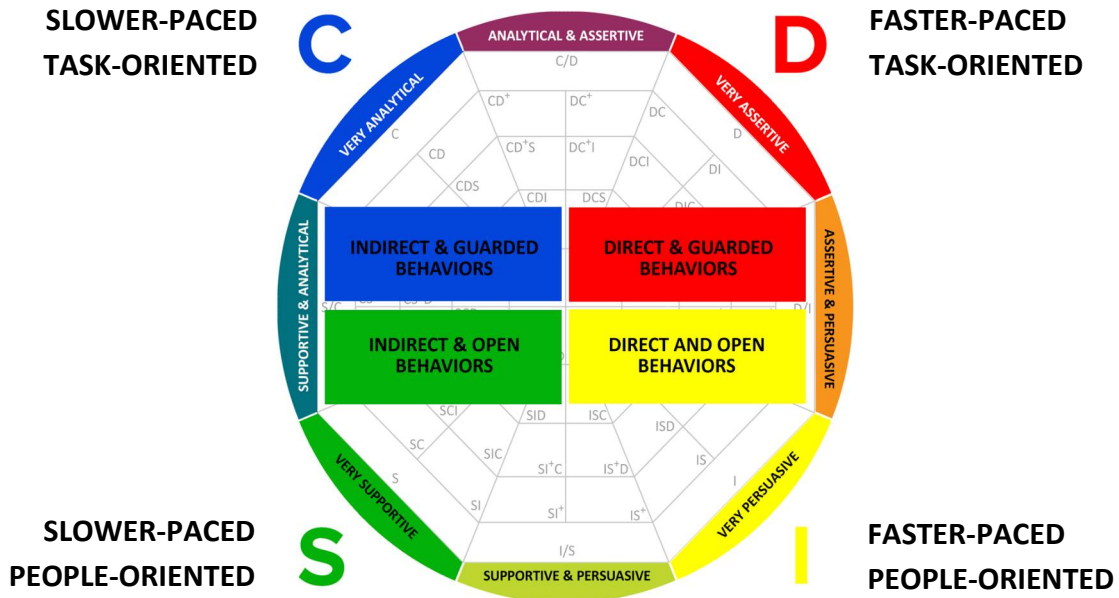 SLOWER-PACED
TASK-ORIENTED
C
ANALYTICAL & ASSERTIVE
D
FASTER-PACED
TASK-ORIENTED
VERY ANALYTICAL
VERY ASSERTIVE
C/D
CD⁺
DC⁺
DC
C
D
CD⁺S
DC⁺I
CD
DCI
DI
CDS
CDI
DCS
DIC
INDIRECT & GUARDED
BEHAVIORS
DIRECT & GUARDED
BEHAVIORS
SUPPORTIVE & ANALYTICAL
ASSERTIVE & PERSUASIVE
S/C
D/I
INDIRECT & OPEN
BEHAVIORS
DIRECT AND OPEN
BEHAVIORS
SCI
SID
ISC
ISD
SC
SIC
IS
SI⁺C
IS⁺D
S
I
SI
SI⁺
IS⁺
I/S
VERY SUPPORTIVE
VERY PERSUASIVE
SLOWER-PACED
PEOPLE-ORIENTED
S
SUPPORTIVE & PERSUASIVE
I
FASTER-PACED
PEOPLE-ORIENTED